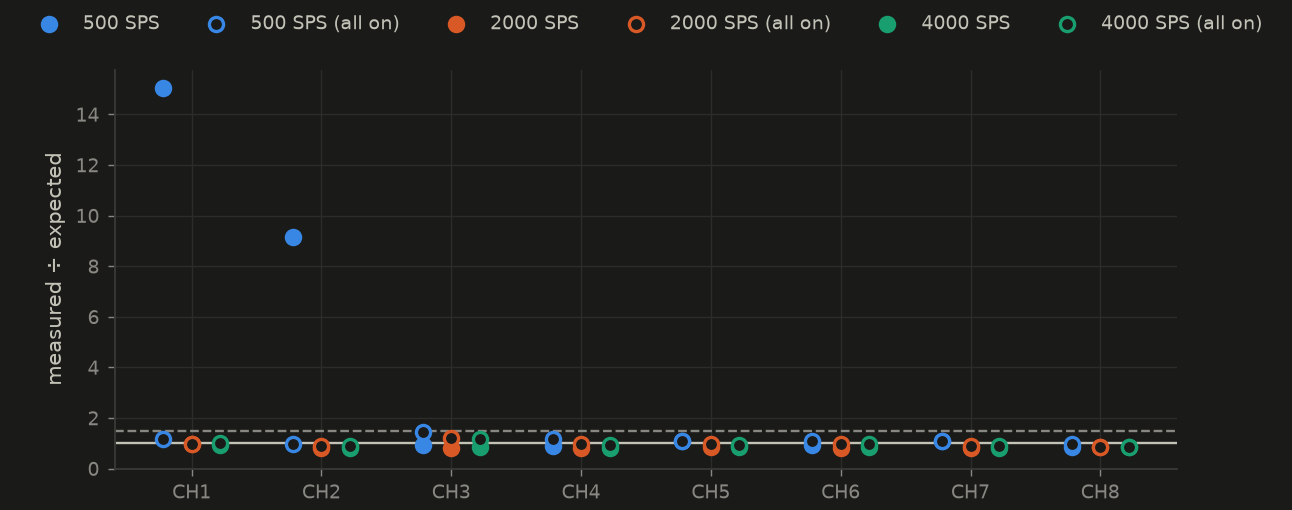 500 SPS 500 SPS (all on) 2000 SPS 2000 SPS (all on) 4000 SPS 4000 SPS (all on)
measured ÷ expected
14
12
10
8
6
4
2
0
CH1 CH2 CH3 CH4 CH5 CH6 CH7 CH8